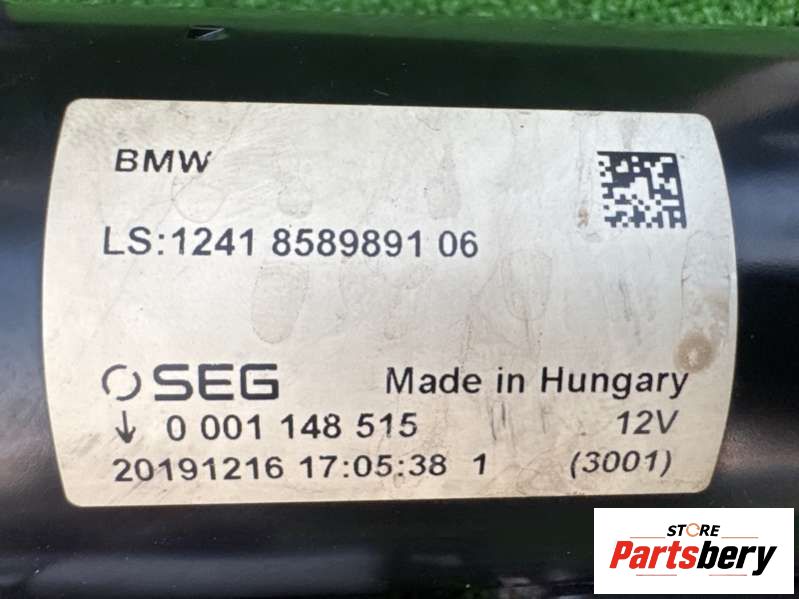 BMW
LS:1241 8589891 06
SEG Made in Hungary
0 001 148 515 12V
20191216 17:05:38 1 (3001)
STORE
Partsbery